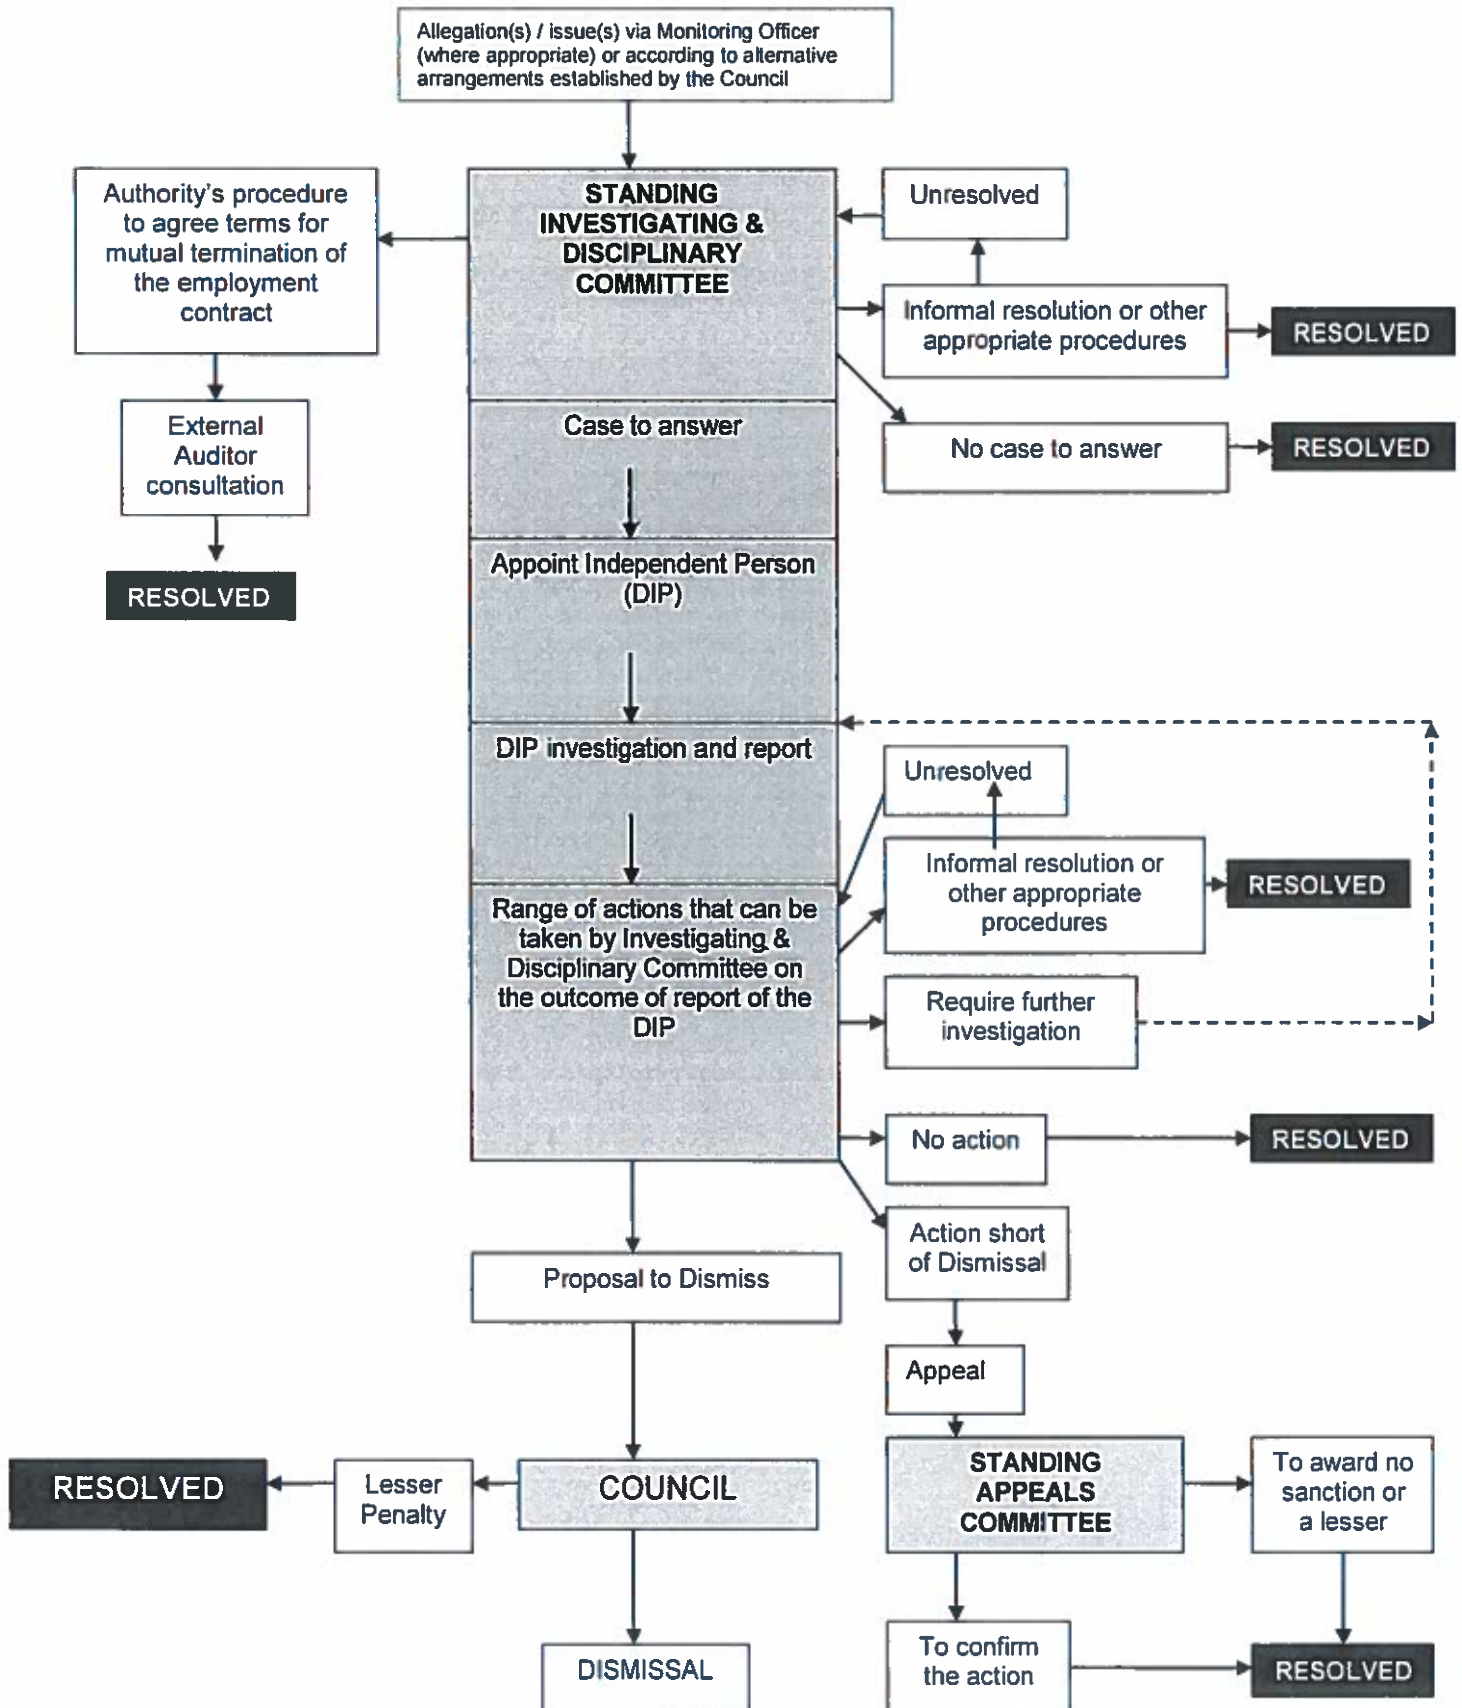 Allegation(s) / issue(s) via Monitoring Officer
(where appropriate) or according to alternative
arrangements established by the Council
Authority's procedure
to agree terms for
mutual termination of
the employment
contract
External
Auditor
consultation
RESOLVED
STANDING
INVESTIGATING &
DISCIPLINARY
COMMITTEE
Unresolved
Informal resolution or other
appropriate procedures
RESOLVED
No case to answer
RESOLVED
Case to answer
Appoint Independent Person
(DIP)
DIP investigation and report
Range of actions that can be
taken by Investigating &
Disciplinary Committee on
the outcome of report of the
DIP
Unresolved
Informal resolution or
other appropriate
procedures
RESOLVED
Require further
investigation
No action
RESOLVED
Action short
of Dismissal
Appeal
STANDING
APPEALS
COMMITTEE
To award no
sanction or
a lesser
To confirm
the action
RESOLVED
Proposal to Dismiss
COUNCIL
Lesser
Penalty
RESOLVED
DISMISSAL